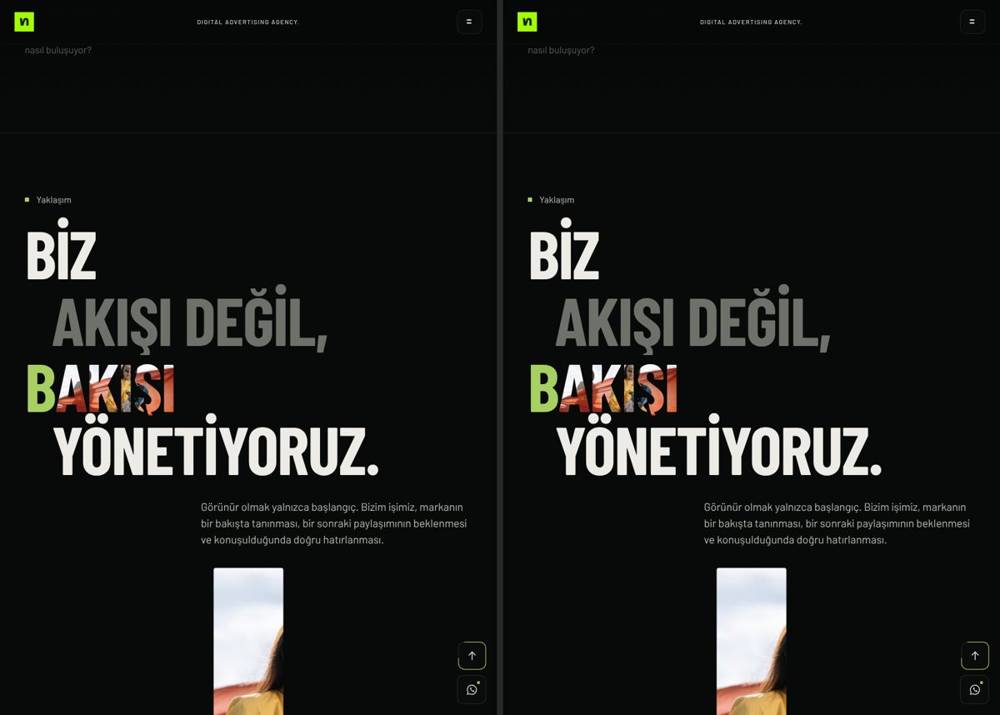 DIGITAL ADVERTISING AGENCY.
nasıl buluşuyor?
Yaklaşım
BİZ
AKIŞI DEĞİL,
BAKIŞI
YÖNETİYORUZ.
Görünür olmak yalnızca başlangıç. Bizim işimiz, markanın
bir bakışta tanınması, bir sonraki paylaşımının beklenmesi
ve konuşulduğunda doğru hatırlanması.
DIGITAL ADVERTISING AGENCY.
nasıl buluşuyor?
Yaklaşım
BİZ
AKIŞI DEĞİL,
BAKIŞI
YÖNETİYORUZ.
Görünür olmak yalnızca başlangıç. Bizim işimiz, markanın
bir bakışta tanınması, bir sonraki paylaşımının beklenmesi
ve konuşulduğunda doğru hatırlanması.